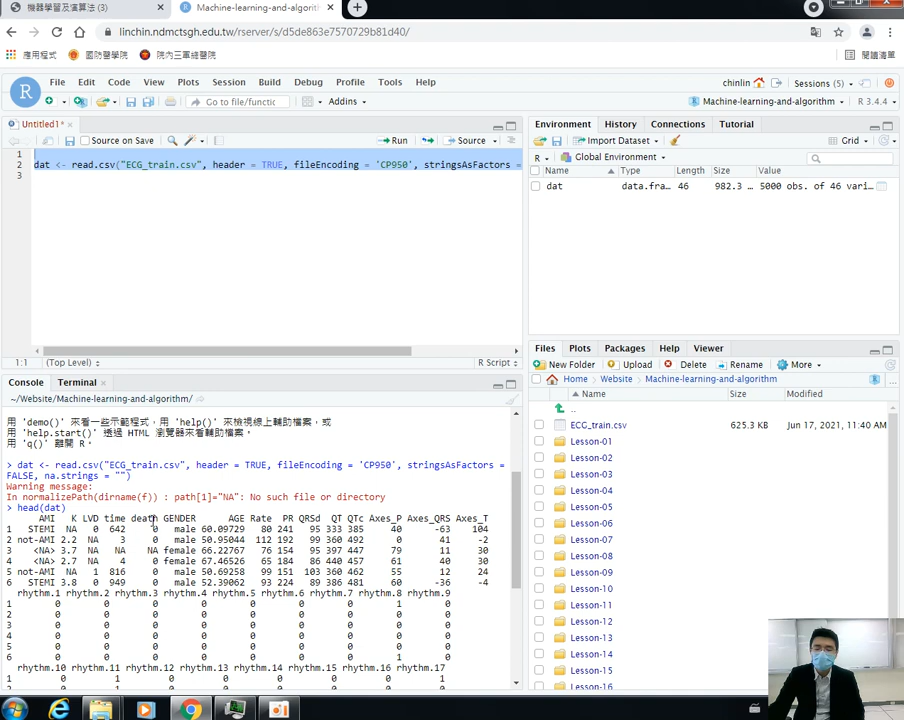 機器學習及演算法 (3)
Machine-learning-and-algorith
linchin.ndmctsgh.edu.tw/rserver/s/d5de863e7570729b81d40/
應用程式 國防醫學院 院內三軍總醫院 閱讀清單
R File Edit Code View Plots Session Build Debug Profile Tools Help
chinlin Sessions (5)
Go to file/functic Addins
Machine-learning-and-algorithm R 3.4.4
Untitled1*
Source on Save Run Source
1
2 dat <- read.csv("ECG_train.csv", header = TRUE, fileEncoding = 'CP950', stringsAsFactors =
3
1:1 (Top Level) R Script
Console Terminal
~/Website/Machine-learning-and-algorithm/
用 'demo()' 來看一些示範程式，用 'help()' 來檢視線上輔助檔案，或
用 'help.start()' 透過 HTML 瀏覽器來看輔助檔案。
用 'q()' 離開 R。
> dat <- read.csv("ECG_train.csv", header = TRUE, fileEncoding = 'CP950', stringsAsFactors =
FALSE, na.strings = "")
Warning message:
In normalizePath(dirname(f)) : path[1]="NA": No such file or directory
> head(dat)
AMI K LVD time death GENDER AGE Rate PR QRSd QT QTc Axes_P Axes_QRS Axes_T
1 STEMI NA 0 642 0 male 60.09729 80 241 95 333 385 40 -63 104
2 not-AMI 2.2 NA 3 0 male 50.95044 112 192 99 360 492 0 41 -2
3 <NA> 3.7 NA NA NA female 66.22767 76 154 95 397 447 79 11 30
4 <NA> 2.7 NA 4 0 female 67.46526 65 184 86 440 457 61 40 30
5 not-AMI NA 1 816 0 male 50.69258 99 151 103 360 462 55 12 24
6 STEMI 3.8 0 949 0 male 52.39062 93 224 89 386 481 60 -36 -4
rhythm.1 rhythm.2 rhythm.3 rhythm.4 rhythm.5 rhythm.6 rhythm.7 rhythm.8 rhythm.9
1 0 0 0 0 0 0 0 1 0
2 0 0 0 0 0 0 0 0 0
3 0 0 0 0 0 0 0 0 0
4 0 0 0 0 0 0 0 0 0
5 0 0 0 0 0 0 0 0 0
6 0 0 0 0 0 0 0 1 0
rhythm.10 rhythm.11 rhythm.12 rhythm.13 rhythm.14 rhythm.15 rhythm.16 rhythm.17
1 0 0 0 0 0 0 0 1
Environment History Connections Tutorial
Import Dataset Grid
R Global Environment
Name Type Length Size Value
dat data.fra… 46 982.3 … 5000 obs. of 46 vari…
Files Plots Packages Help Viewer
New Folder Upload Delete Rename More
Home Website Machine-learning-and-algorithm ...
Name Size Modified
..
ECG_train.csv 625.3 KB Jun 17, 2021, 11:40 AM
Lesson-01
Lesson-02
Lesson-03
Lesson-04
Lesson-05
Lesson-06
Lesson-07
Lesson-08
Lesson-09
Lesson-10
Lesson-11
Lesson-12
Lesson-13
Lesson-14
Lesson-15
Lesson-16